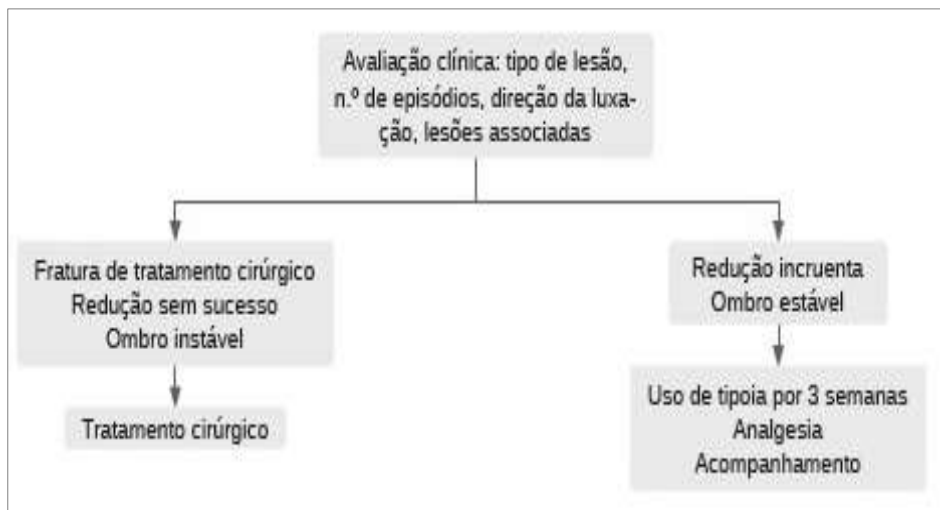 Avaliação clínica: tipo de lesão,
n.º de episódios, direção da luxa-
ção, lesões associadas
Fratura de tratamento cirúrgico
Redução sem sucesso
Ombro instável
Tratamento cirúrgico
Redução incruenta
Ombro estável
Uso de tipoia por 3 semanas
Analgesia
Acompanhamento